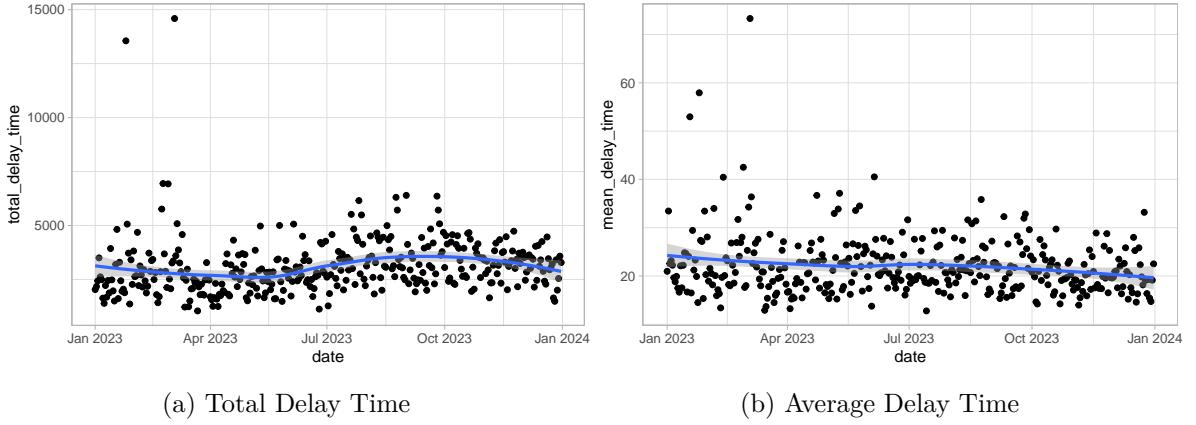 15000
10000
5000
total_delay_time
Jan 2023
Apr 2023
Jul 2023
Oct 2023
Jan 2024
date
(a) Total Delay Time
60
40
20
mean_delay_time
Jan 2023
Apr 2023
Jul 2023
Oct 2023
Jan 2024
date
(b) Average Delay Time